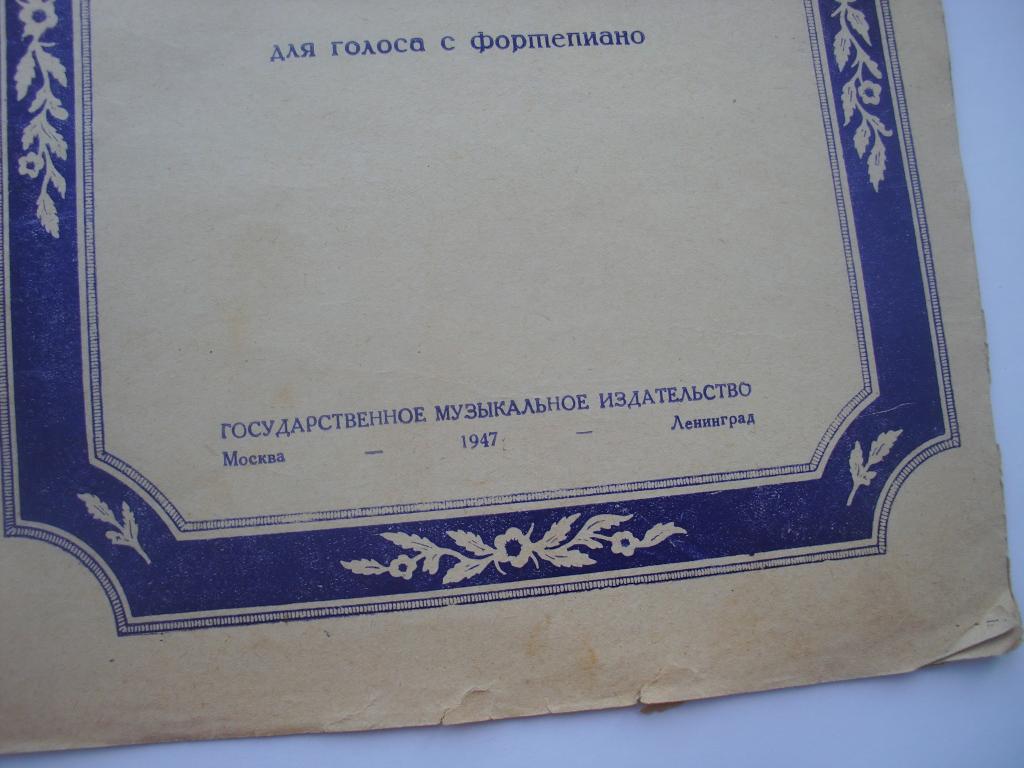 для голоса с фортепиано
ГОСУДАРСТВЕННОЕ МУЗЫКАЛЬНОЕ ИЗДАТЕЛЬСТВО
Москва — 1947 — Ленинград